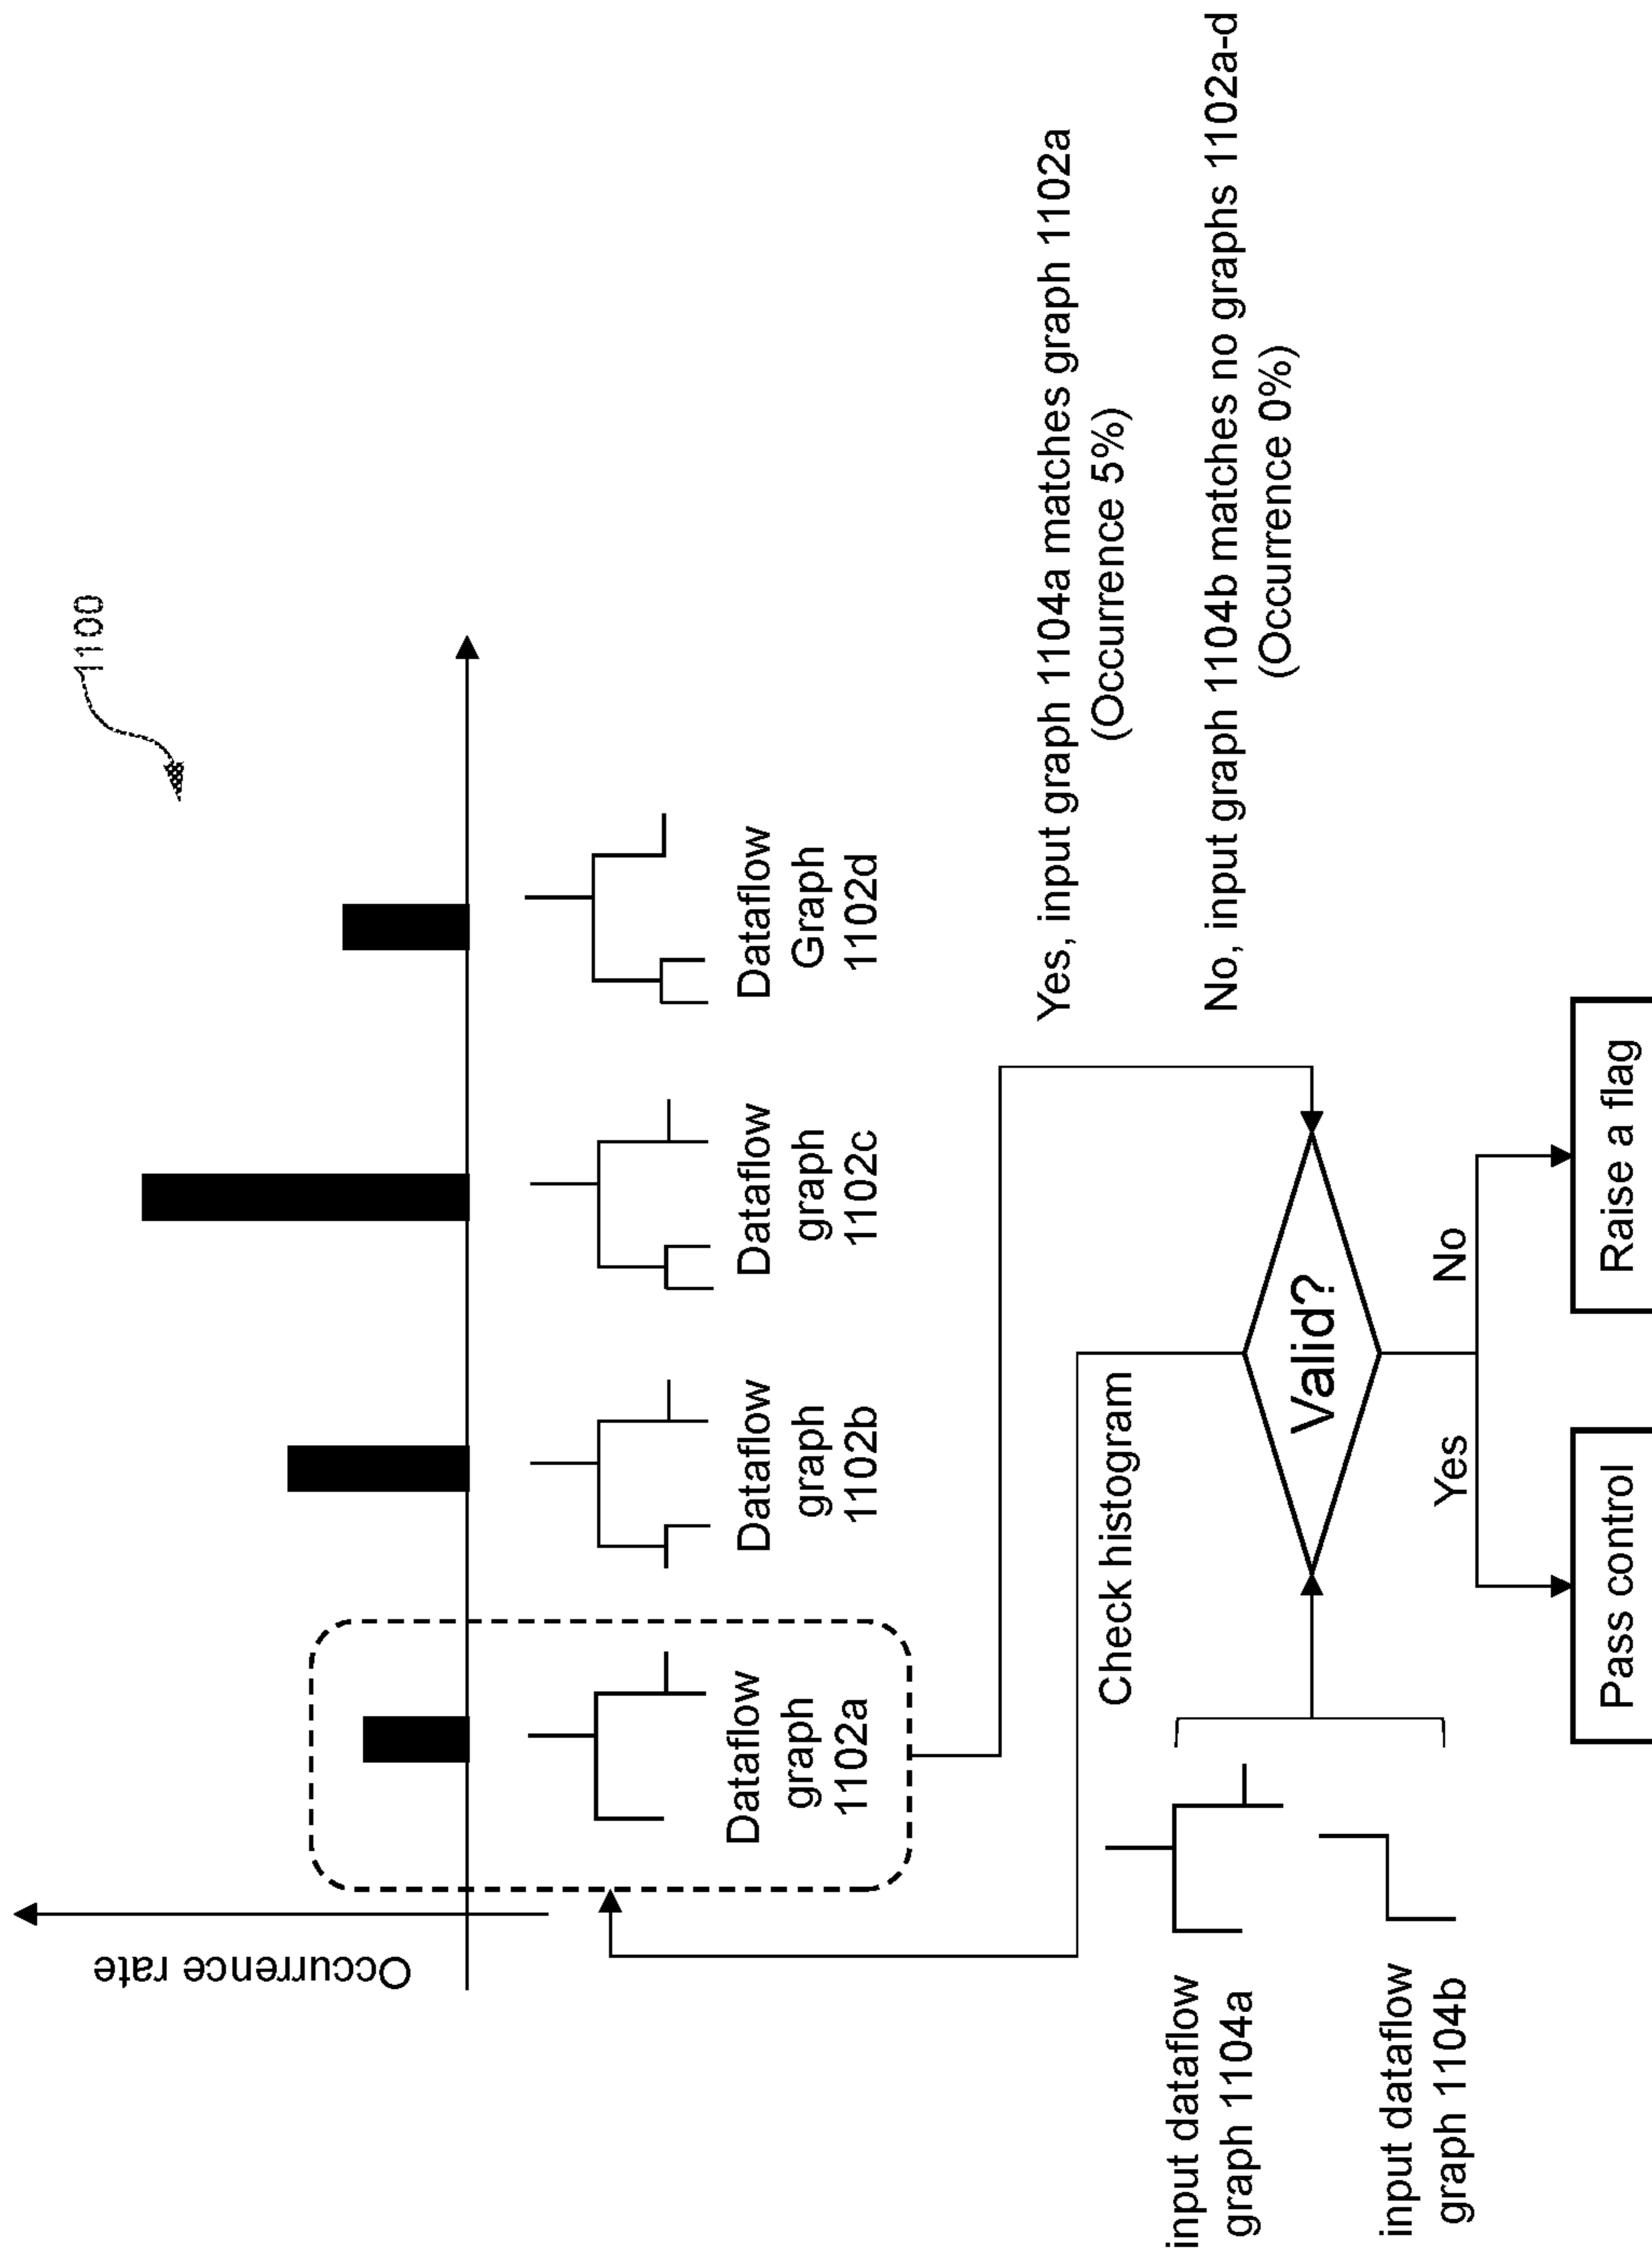 1100
Occurrence rate
Dataflow
graph
1102a
Dataflow
graph
1102b
Dataflow
graph
1102c
Dataflow
Graph
1102d
Yes, input graph 1104a matches graph 1102a
(Occurrence 5%)
No, input graph 1104b matches no graphs 1102a-d
(Occurrence 0%)
Check histogram
input dataflow
graph 1104a
input dataflow
graph 1104b
Valid?
Yes
No
Pass control
Raise a flag